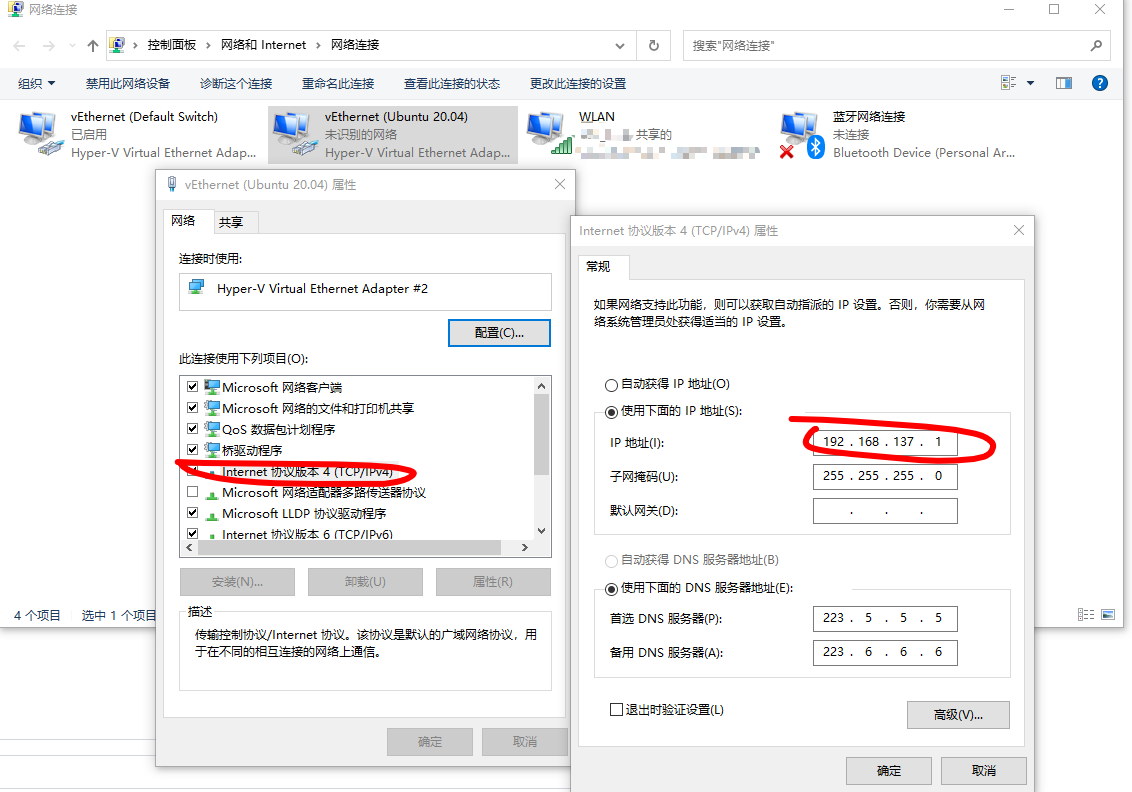 网络连接
控制面板 › 网络和 Internet › 网络连接
搜索"网络连接"
组织 禁用此网络设备 诊断这个连接 重命名此连接 查看此连接的状态 更改此连接的设置
vEthernet (Default Switch)
已启用
Hyper-V Virtual Ethernet Adap...
vEthernet (Ubuntu 20.04)
未识别的网络
Hyper-V Virtual Ethernet Adap...
WLAN
共享的
蓝牙网络连接
未连接
Bluetooth Device (Personal Ar...
vEthernet (Ubuntu 20.04) 属性
网络 共享
连接时使用:
Hyper-V Virtual Ethernet Adapter #2
配置(C)...
此连接使用下列项目(O):
Microsoft 网络客户端
Microsoft 网络的文件和打印机共享
QoS 数据包计划程序
桥驱动程序
Internet 协议版本 4 (TCP/IPv4)
Microsoft 网络适配器多路传送器协议
Microsoft LLDP 协议驱动程序
Internet 协议版本 6 (TCP/IPv6)
安装(N)... 卸载(U) 属性(R)
描述
传输控制协议/Internet 协议。该协议是默认的广域网络协议，用
于在不同的相互连接的网络上通信。
确定 取消
Internet 协议版本 4 (TCP/IPv4) 属性
常规
如果网络支持此功能，则可以获取自动指派的 IP 设置。否则，你需要从网
络系统管理员处获得适当的 IP 设置。
自动获得 IP 地址(O)
使用下面的 IP 地址(S):
IP 地址(I): 192 . 168 . 137 . 1
子网掩码(U): 255 . 255 . 255 . 0
默认网关(D): . . .
自动获得 DNS 服务器地址(B)
使用下面的 DNS 服务器地址(E):
首选 DNS 服务器(P): 223 . 5 . 5 . 5
备用 DNS 服务器(A): 223 . 6 . 6 . 6
退出时验证设置(L)
高级(V)...
确定 取消
4 个项目 选中 1 个项目